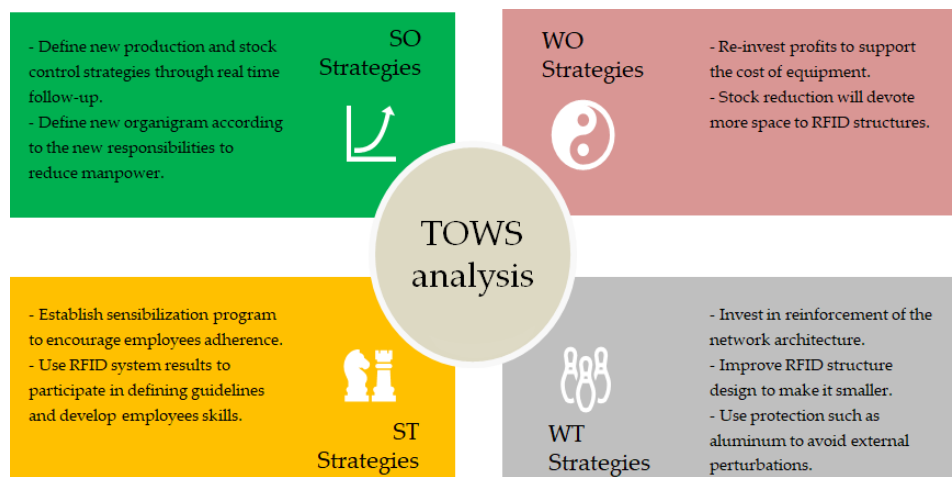 - Define new production and stock
control strategies through real time
follow-up.
- Define new organigram according
to the new responsibilities to
reduce manpower.
SO
Strategies
WO
Strategies
- Re-invest profits to support
the cost of equipment.
- Stock reduction will devote
more space to RFID structures.
TOWS
analysis
- Establish sensibilization program
to encourage employees adherence.
- Use RFID system results to
participate in defining guidelines
and develop employees skills.
ST
Strategies
WT
Strategies
- Invest in reinforcement of the
network architecture.
- Improve RFID structure
design to make it smaller.
- Use protection such as
aluminum to avoid external
perturbations.